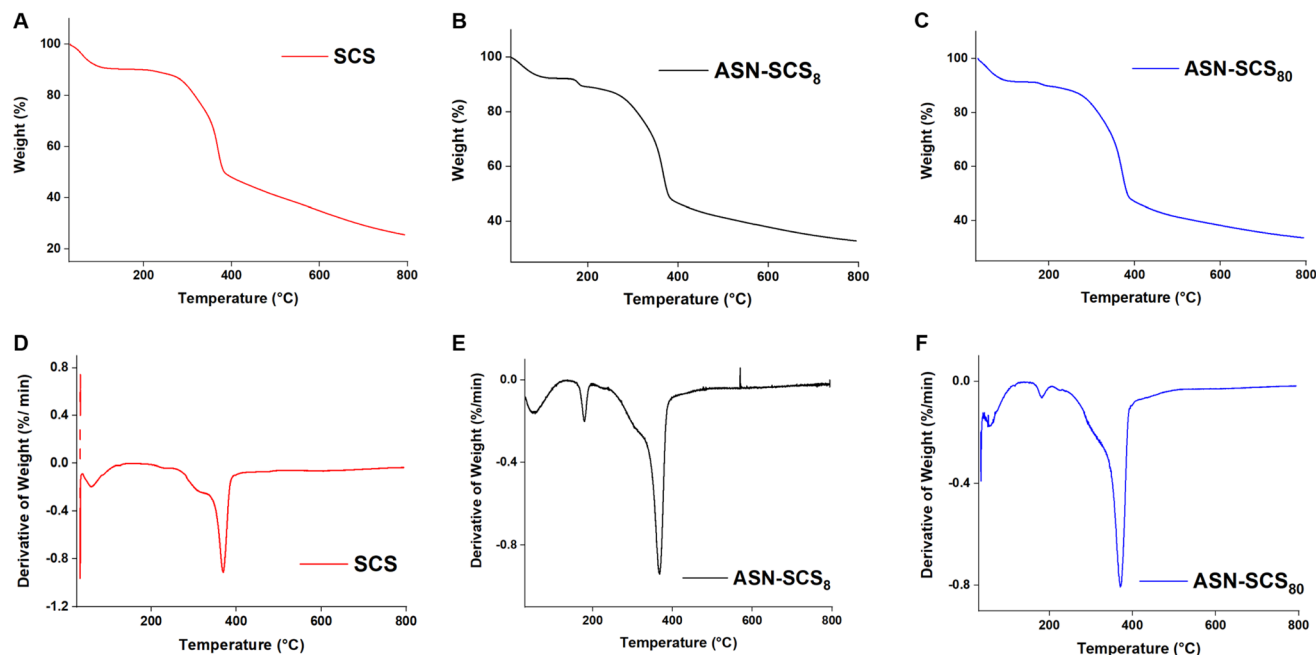 A
SCS
100
80
60
40
20
Weight (%)
200
400
600
800
Temperature (°C)
B
ASN-SCS8
100
80
60
40
Weight (%)
200
400
600
800
Temperature (°C)
C
ASN-SCS80
100
80
60
40
Weight (%)
200
400
600
800
Temperature (°C)
D
0.8
0.4
0.0
-0.4
-0.8
-1.2
Derivative of Weight (%/ min)
SCS
200
400
600
800
Temperature (°C)
E
0.0
-0.4
-0.8
Derivative of Weight (%/min)
ASN-SCS8
200
400
600
800
Temperature (°C)
F
0.0
-0.4
-0.8
Derivative of Weight (%/min)
ASN-SCS80
200
400
600
800
Temperature (°C)